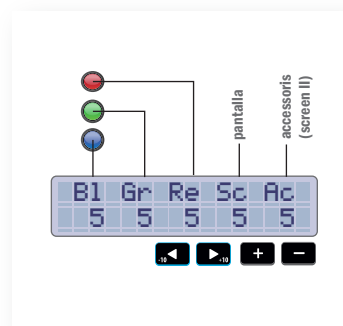 pantalla
accessoris
(screen II)
Bl Gr Re Sc Ac
5 5 5 5 5
-10 +10 + −